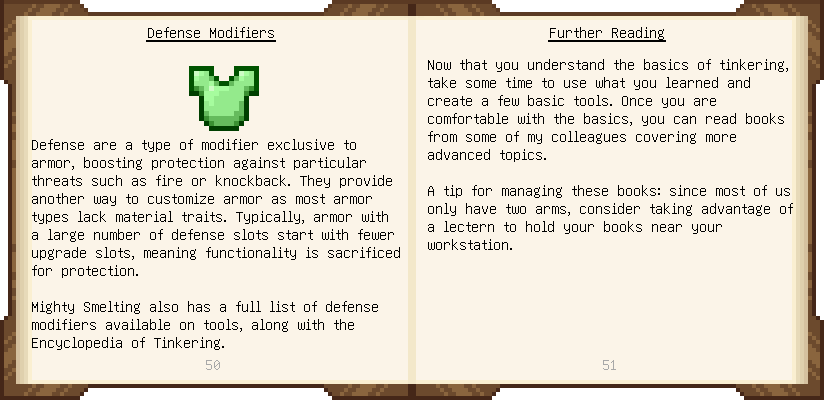 Defense Modifiers
Defense are a type of modifier exclusive to
armor, boosting protection against particular
threats such as fire or knockback. They provide
another way to customize armor as most armor
types lack material traits. Typically, armor with
a large number of defense slots start with fewer
upgrade slots, meaning functionality is sacrificed
for protection.
Mighty Smelting also has a full list of defense
modifiers available on tools, along with the
Encyclopedia of Tinkering.
50
Further Reading
Now that you understand the basics of tinkering,
take some time to use what you learned and
create a few basic tools. Once you are
comfortable with the basics, you can read books
from some of my colleagues covering more
advanced topics.
A tip for managing these books: since most of us
only have two arms, consider taking advantage of
a lectern to hold your books near your
workstation.
51